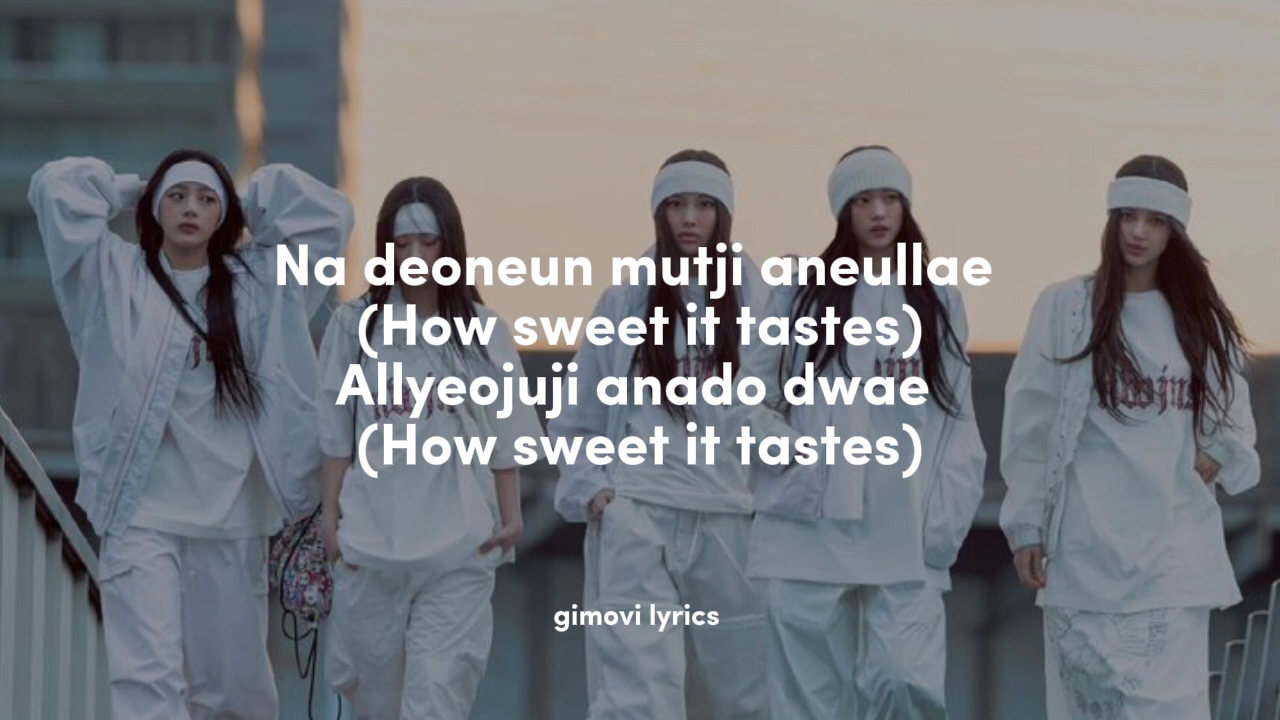 Na deoneun mutji aneullae
(How sweet it tastes)
Allyeojuji anado dwae
(How sweet it tastes)
gimovi lyrics